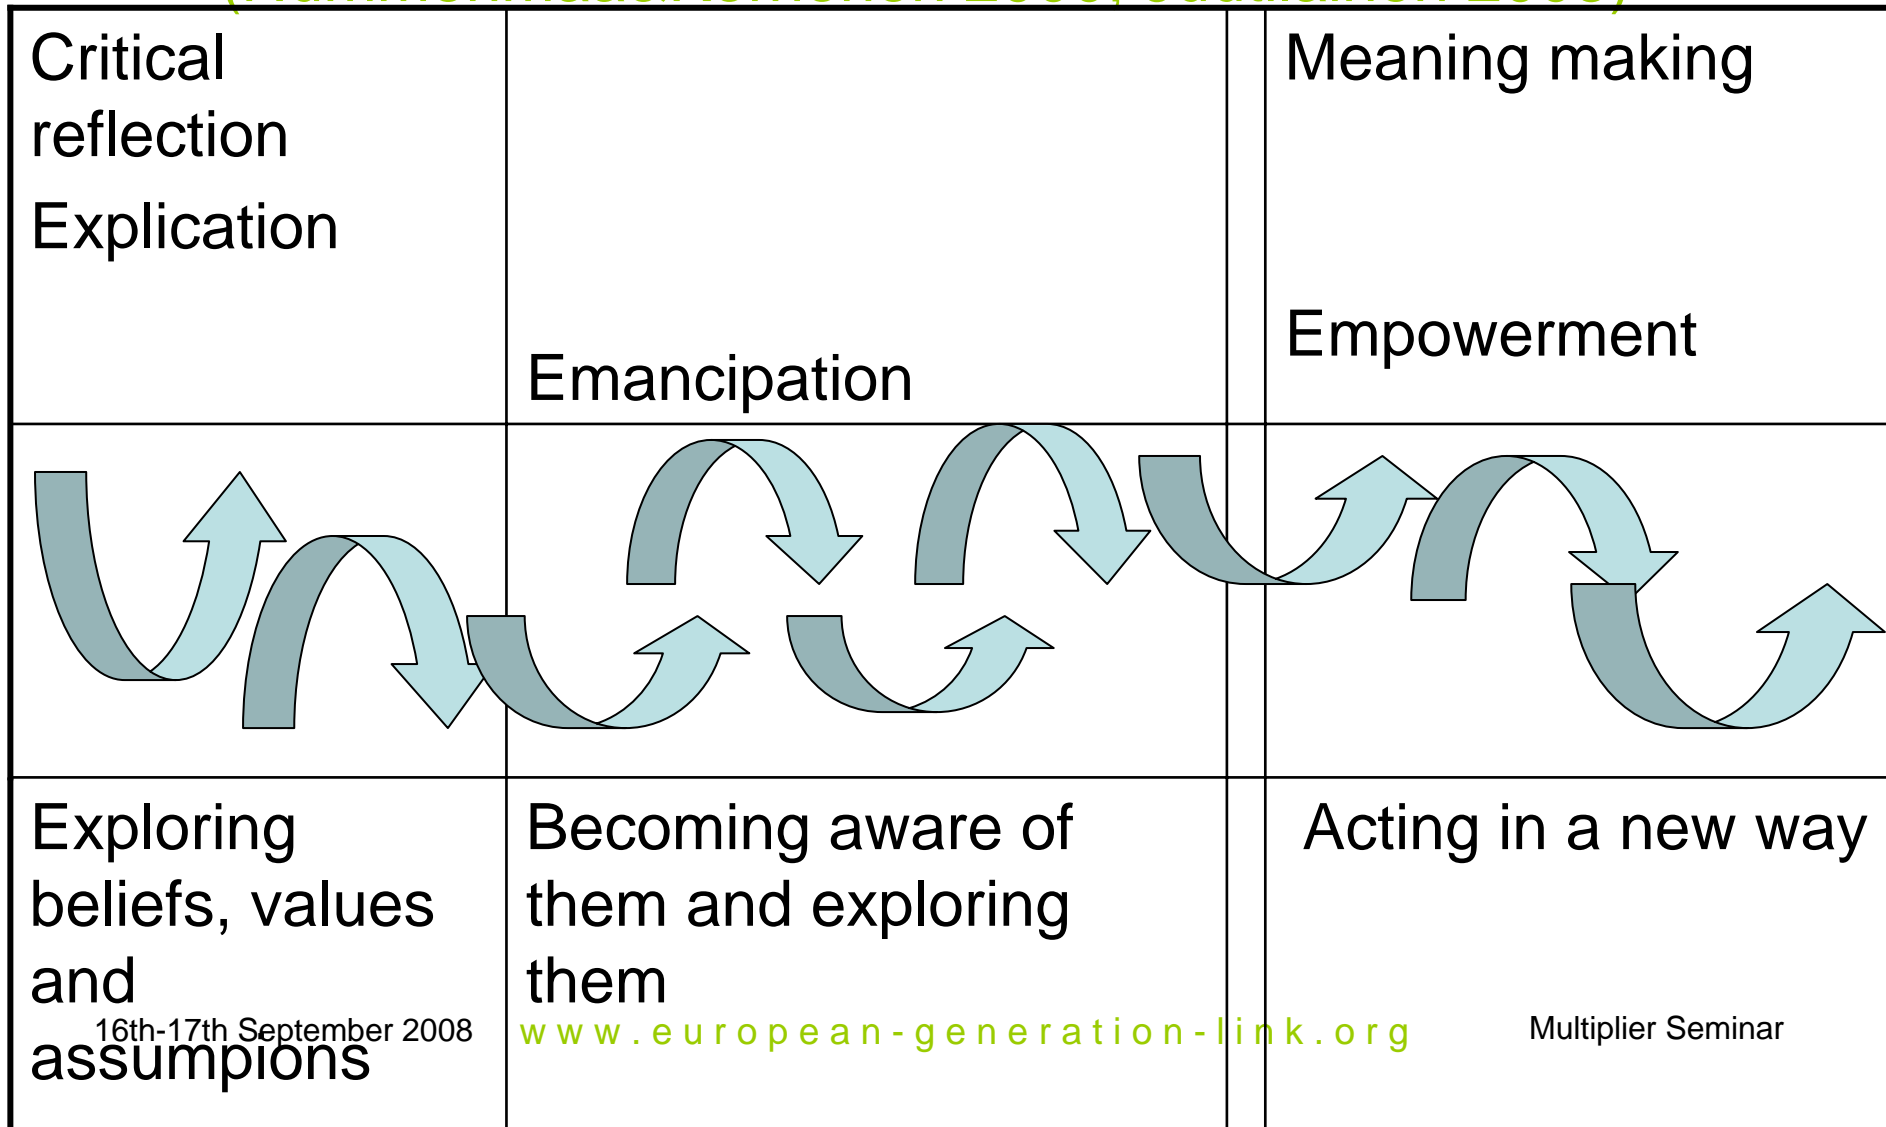 Critical
reflection
Explication
Emancipation
Meaning making
Empowerment
Exploring
beliefs, values
and
assumpions
Becoming aware of
them and exploring
them
Acting in a new way
16th-17th September 2008
www.european-generation-link.org
Multiplier Seminar